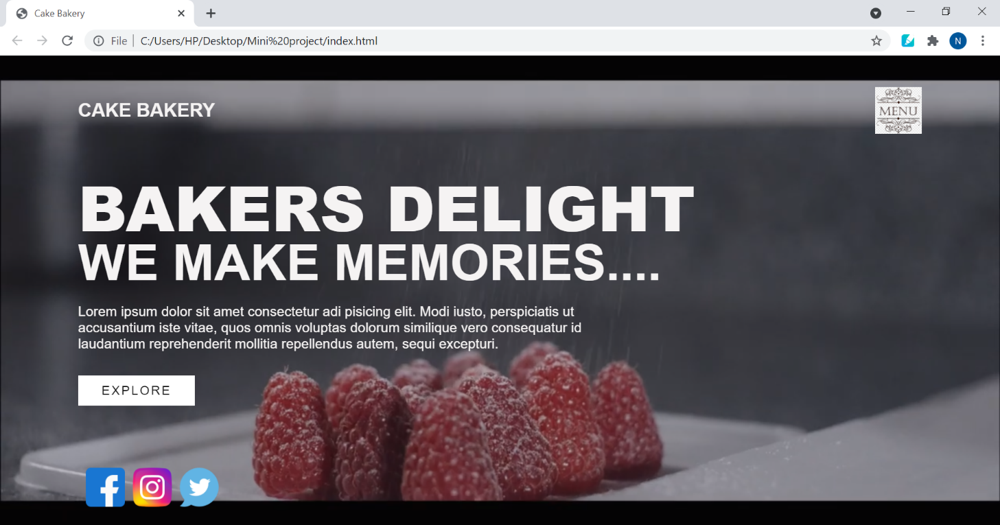 Cake Bakery
File
C:/Users/HP/Desktop/Mini%20project/index.html
N
CAKE BAKERY
MENU
BAKERS DELIGHT
WE MAKE MEMORIES....
Lorem ipsum dolor sit amet consectetur adi pisicing elit. Modi iusto, perspiciatis ut
accusantium iste vitae, quos omnis voluptas dolorum similique vero consequatur id
laudantium reprehenderit mollitia repellendus autem, sequi excepturi.
EXPLORE